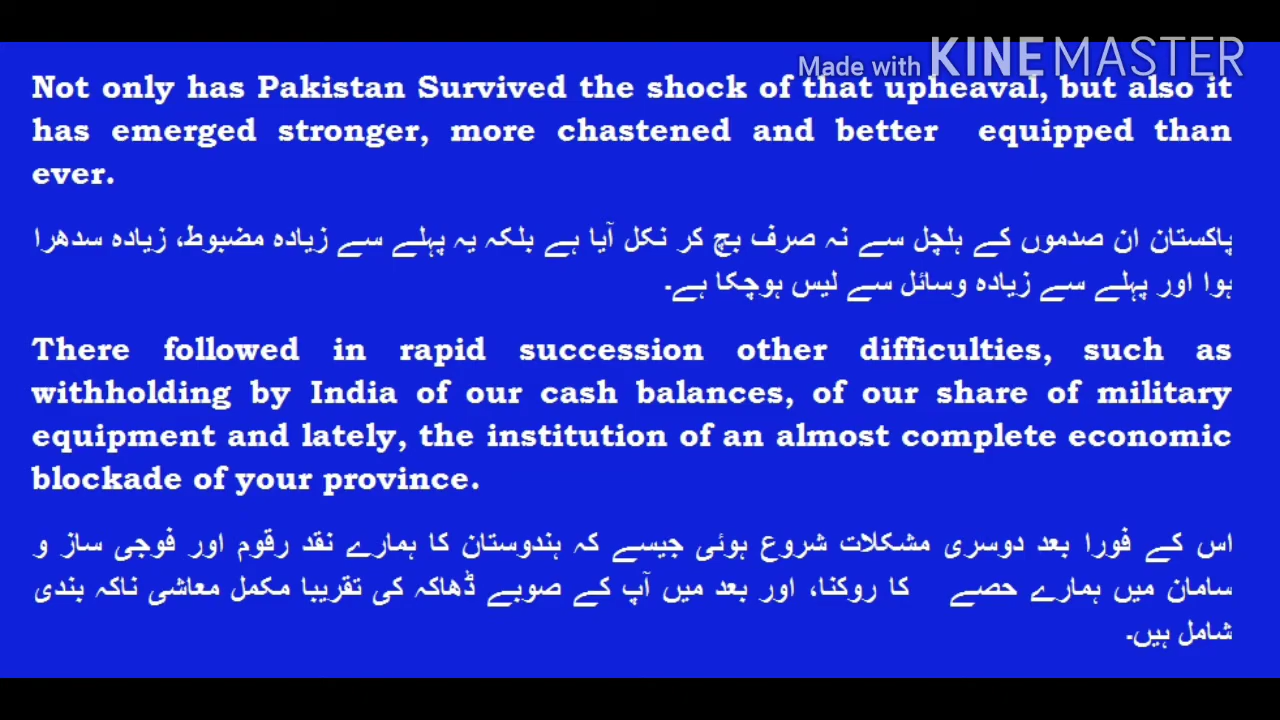 Made with KINEMASTER
Not only has Pakistan Survived the shock of that upheaval, but also it
has emerged stronger, more chastened and better equipped than
ever.
پاکستان ان صدموں کے ہلچل سے نہ صرف بچ کر نکل آیا ہے بلکہ یہ پہلے سے زیادہ مضبوط، زیادہ سدھرا
ہوا اور پہلے سے زیادہ وسائل سے لیس ہوچکا ہے۔
There followed in rapid succession other difficulties, such as
withholding by India of our cash balances, of our share of military
equipment and lately, the institution of an almost complete economic
blockade of your province.
اس کے فورا بعد دوسری مشکلات شروع ہوئی جیسے کہ ہندوستان کا ہمارے نقد رقوم اور فوجی ساز و
سامان میں ہمارے حصے کا روکنا، اور بعد میں آپ کے صوبے ڈھاکہ کی تقریبا مکمل معاشی ناکہ بندی
شامل ہیں۔